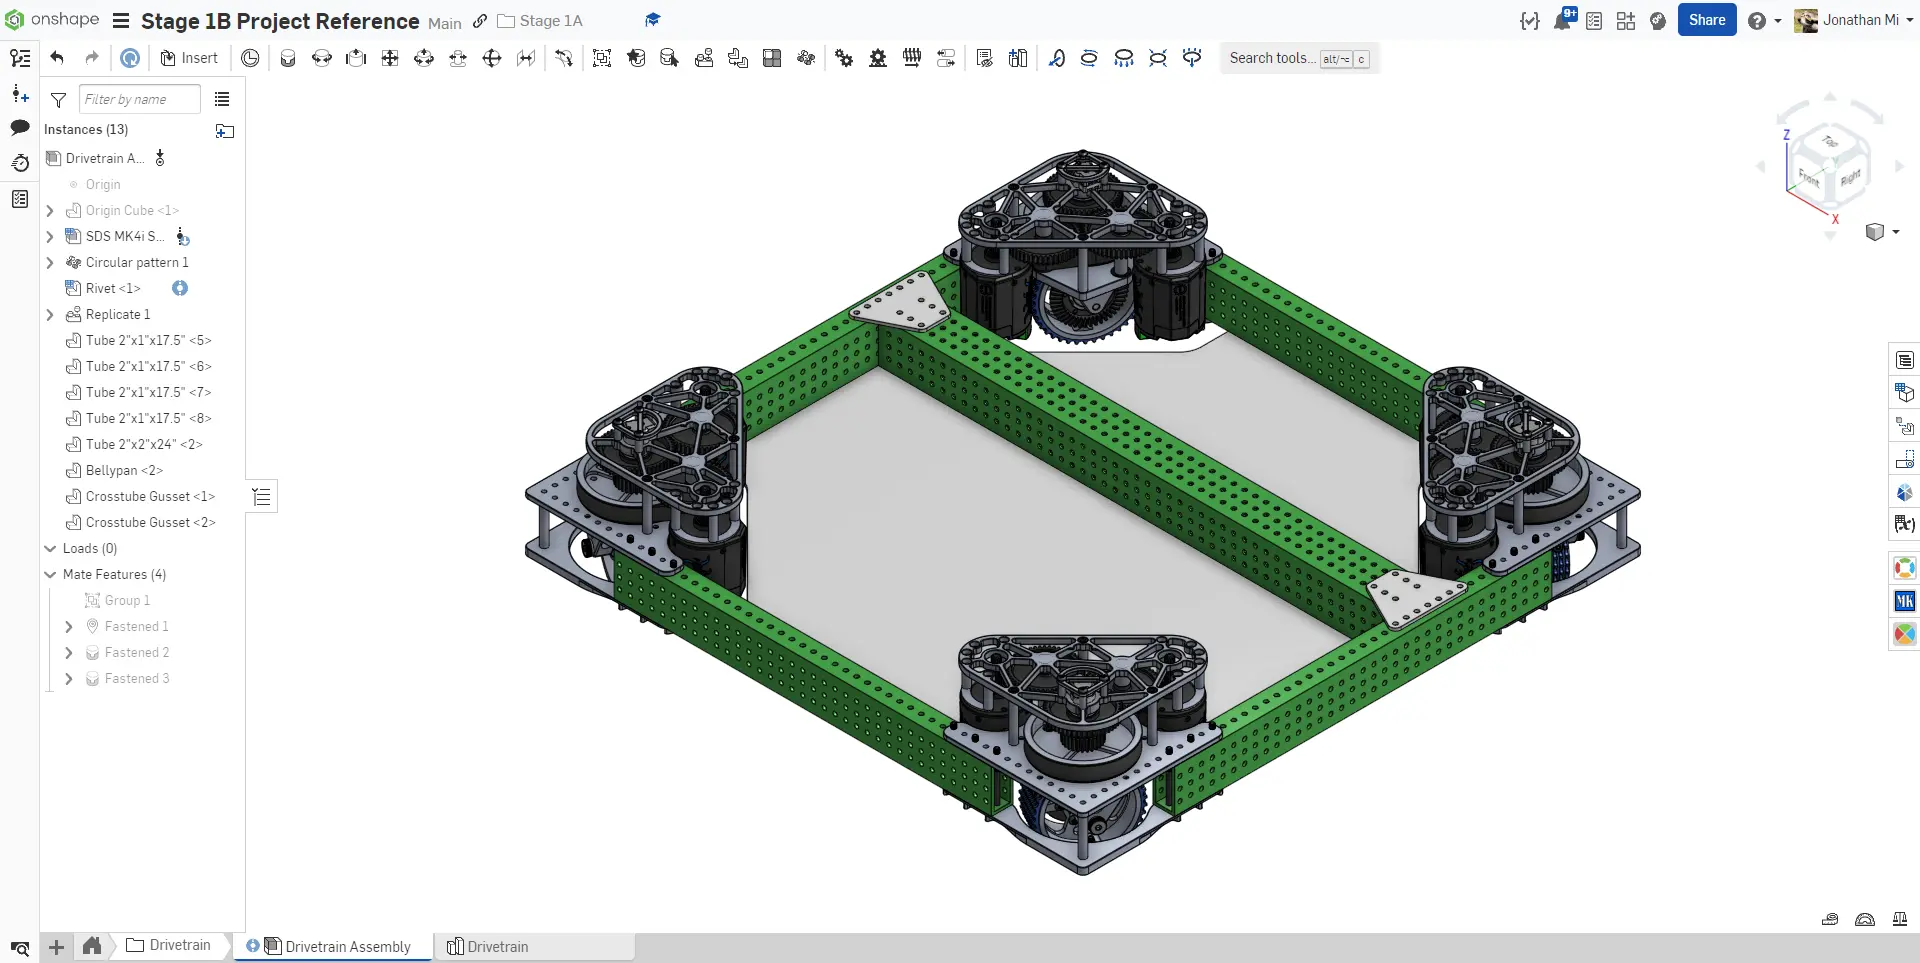 onshape Stage 1B Project Reference Main Stage 1A 9+ Share Jonathan Mi
Insert Search tools... alt/⌥ c
Filter by name
Instances (13)
Drivetrain A...
Origin
Origin Cube <1>
SDS MK4i S...
Circular pattern 1
Rivet <1>
Replicate 1
Tube 2"x1"x17.5" <5>
Tube 2"x1"x17.5" <6>
Tube 2"x1"x17.5" <7>
Tube 2"x1"x17.5" <8>
Tube 2"x2"x24" <2>
Bellypan <2>
Crosstube Gusset <1>
Crosstube Gusset <2>
Loads (0)
Mate Features (4)
Group 1
Fastened 1
Fastened 2
Fastened 3
Z
Top
Front
Right
X
(x)
MK
Drivetrain
Drivetrain Assembly
Drivetrain